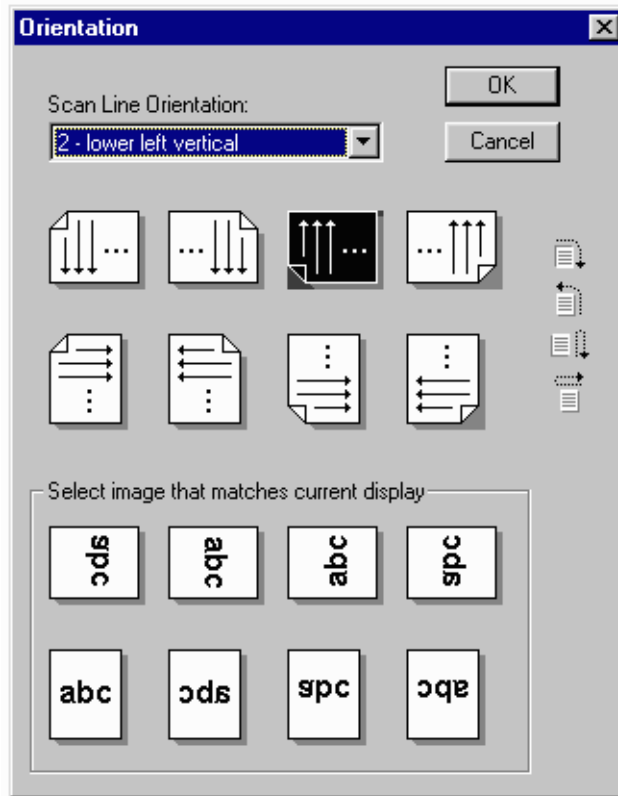 Orientation
OK
Scan Line Orientation:
2 - lower left vertical
Cancel
...
...
...
...
Select image that matches current display
abc
abc
abc
abc
abc
abc
abc
abc